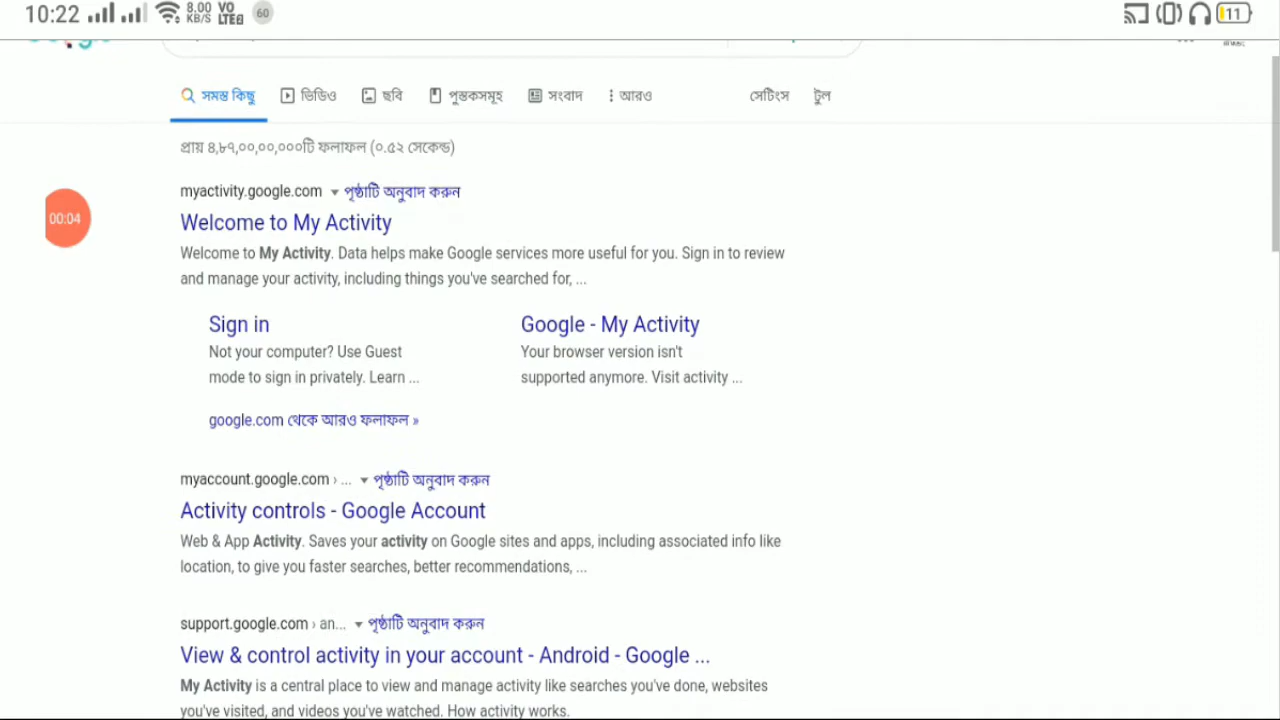 10:22 8.00 KB/S VO LTE 60 11
সমস্ত কিছু ভিডিও ছবি পুস্তকসমূহ সংবাদ আরও সেটিংস টুল
প্রায় ৪,৮৭,০০,০০,০০০টি ফলাফল (০.৫২ সেকেন্ড)
myactivity.google.com পৃষ্ঠাটি অনুবাদ করুন
00:04
Welcome to My Activity
Welcome to My Activity. Data helps make Google services more useful for you. Sign in to review
and manage your activity, including things you've searched for, ...
Sign in
Not your computer? Use Guest
mode to sign in privately. Learn ...
Google - My Activity
Your browser version isn't
supported anymore. Visit activity ...
google.com থেকে আরও ফলাফল »
myaccount.google.com › ... পৃষ্ঠাটি অনুবাদ করুন
Activity controls - Google Account
Web & App Activity. Saves your activity on Google sites and apps, including associated info like
location, to give you faster searches, better recommendations, ...
support.google.com › an... পৃষ্ঠাটি অনুবাদ করুন
View & control activity in your account - Android - Google ...
My Activity is a central place to view and manage activity like searches you've done, websites
you've visited, and videos you've watched. How activity works.